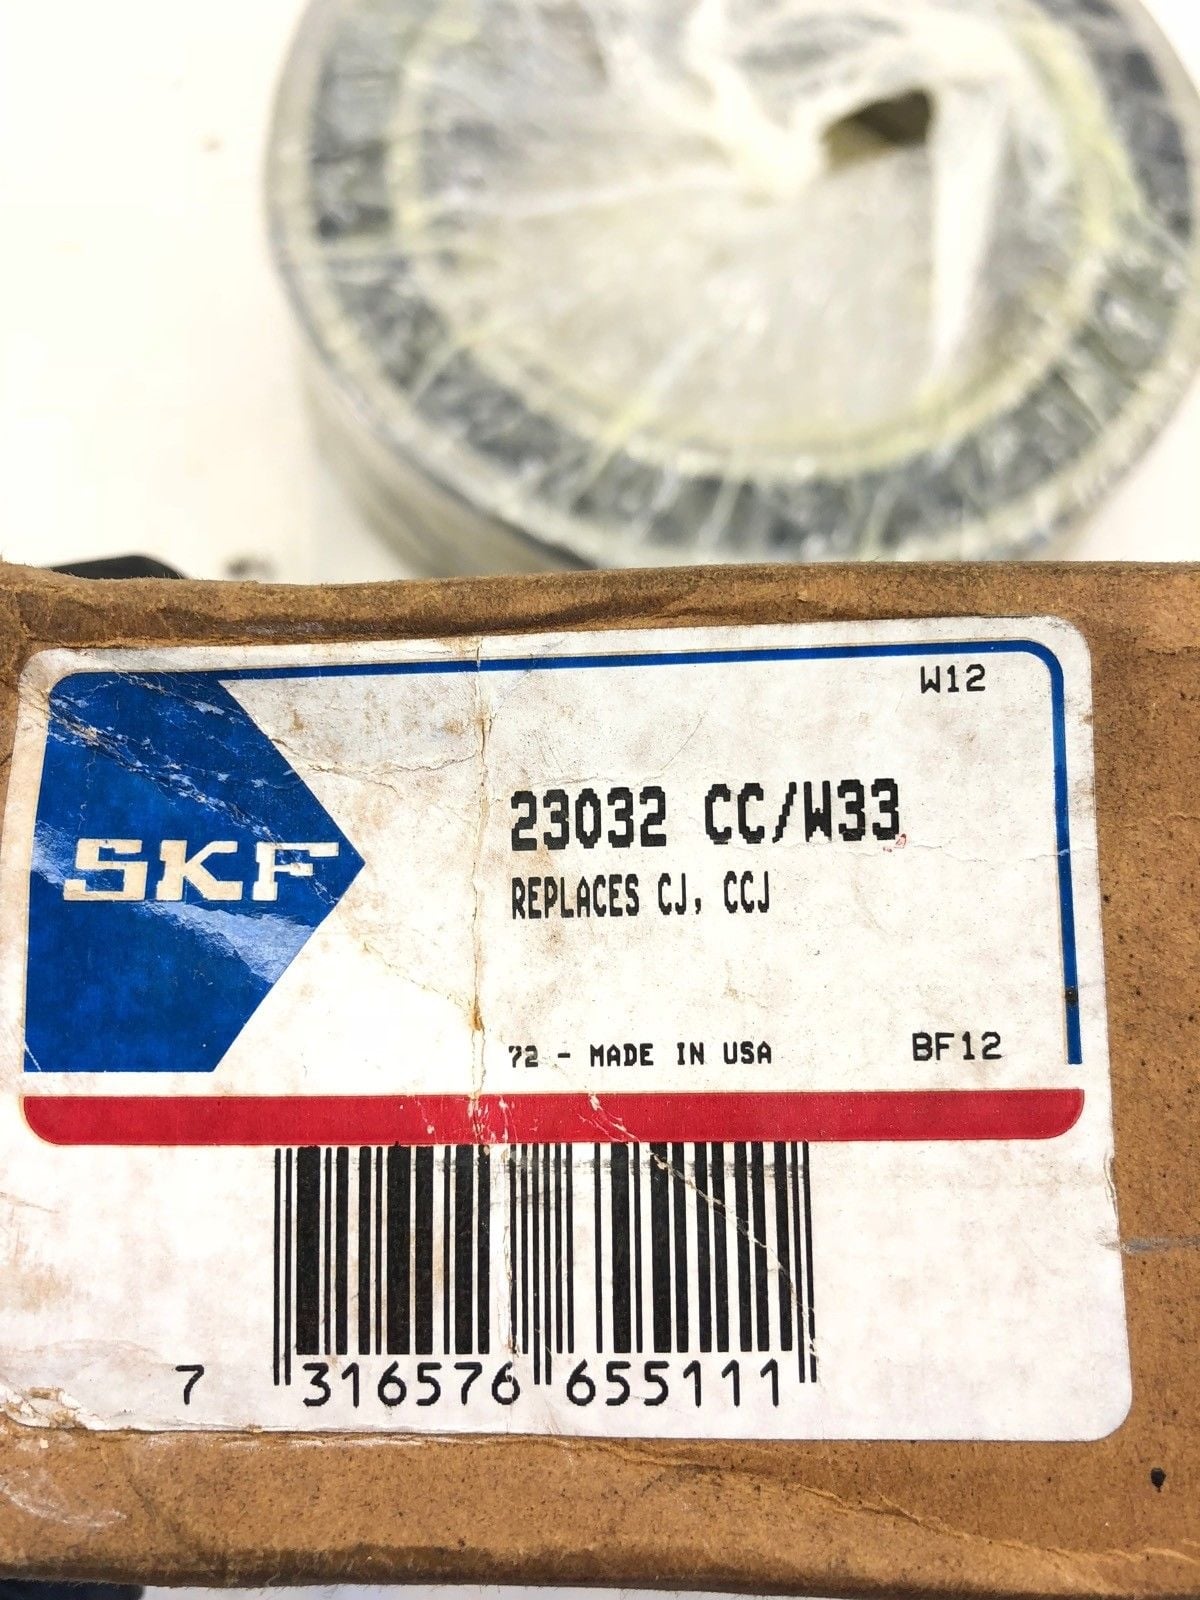 W12
SKF
23032 CC/W33
REPLACES CJ, CCJ
72 - MADE IN USA
BF12
7 316576 655111